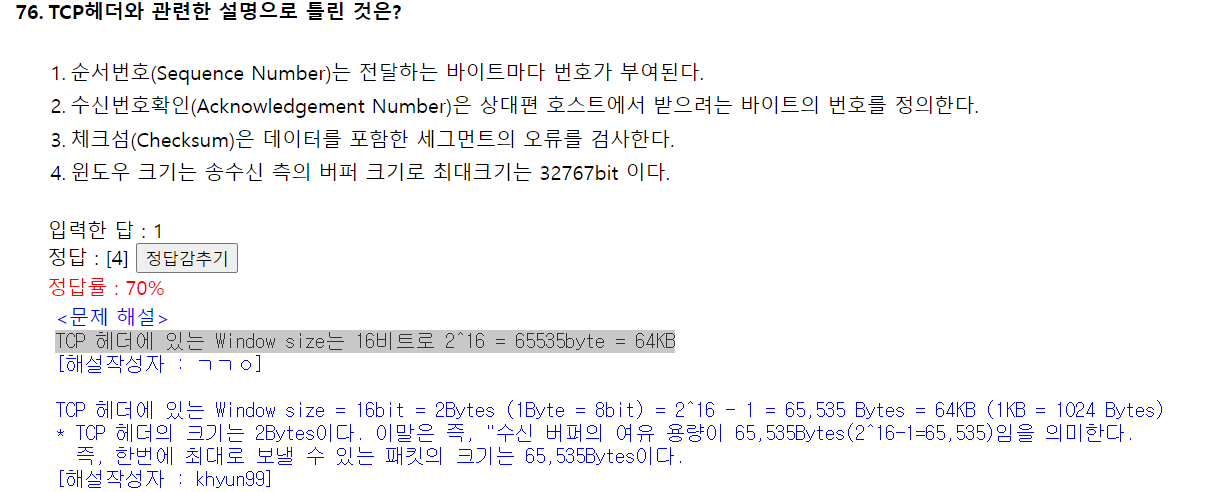 76. TCP헤더와 관련한 설명으로 틀린 것은?
1. 순서번호(Sequence Number)는 전달하는 바이트마다 번호가 부여된다.
2. 수신번호확인(Acknowledgement Number)은 상대편 호스트에서 받으려는 바이트의 번호를 정의한다.
3. 체크섬(Checksum)은 데이터를 포함한 세그먼트의 오류를 검사한다.
4. 윈도우 크기는 송수신 측의 버퍼 크기로 최대크기는 32767bit 이다.
입력한 답 : 1
정답 : [4] 정답감추기
정답률 : 70%
<문제 해설>
TCP 헤더에 있는 Window size는 16비트로 2^16 = 65535byte = 64KB
[해설작성자 : ㄱㄱㅇ]
TCP 헤더에 있는 Window size = 16bit = 2Bytes (1Byte = 8bit) = 2^16 - 1 = 65,535 Bytes = 64KB (1KB = 1024 Bytes)
* TCP 헤더의 크기는 2Bytes이다. 이말은 즉, "수신 버퍼의 여유 용량이 65,535Bytes(2^16-1=65,535)임을 의미한다.
즉, 한번에 최대로 보낼 수 있는 패킷의 크기는 65,535Bytes이다.
[해설작성자 : khyun99]